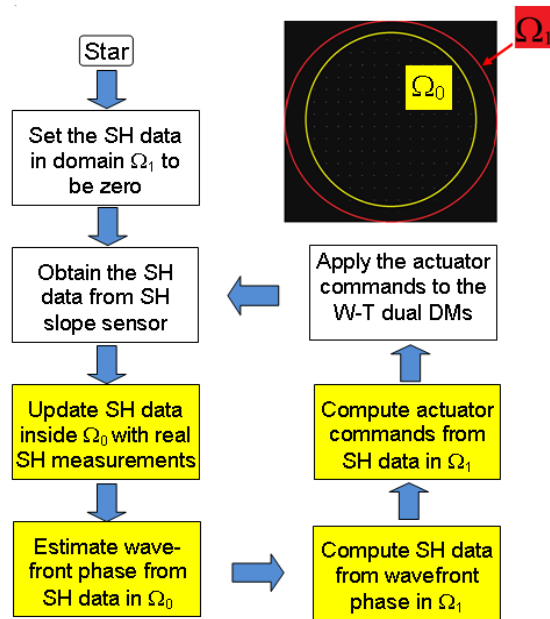 Star
Set the SH data
in domain Ω₁ to
be zero
Obtain the SH
data from SH
slope sensor
Update SH data
inside Ω₀ with real
SH measurements
Estimate wave-
front phase from
SH data in Ω₀
Ω₁
Ω₀
Apply the actuator
commands to the
W-T dual DMs
Compute actuator
commands from
SH data in Ω₁
Compute SH data
from wavefront
phase in Ω₁